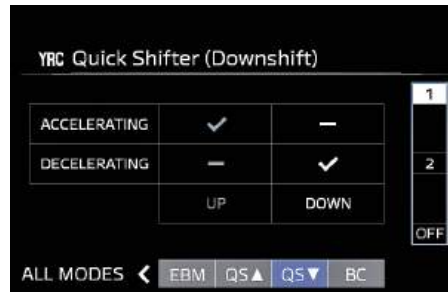 YRC Quick Shifter (Downshift)
1
ACCELERATING ✓ –
DECELERATING – ✓
2
UP DOWN
OFF
ALL MODES ❮ EBM QS▲ QS▼ BC